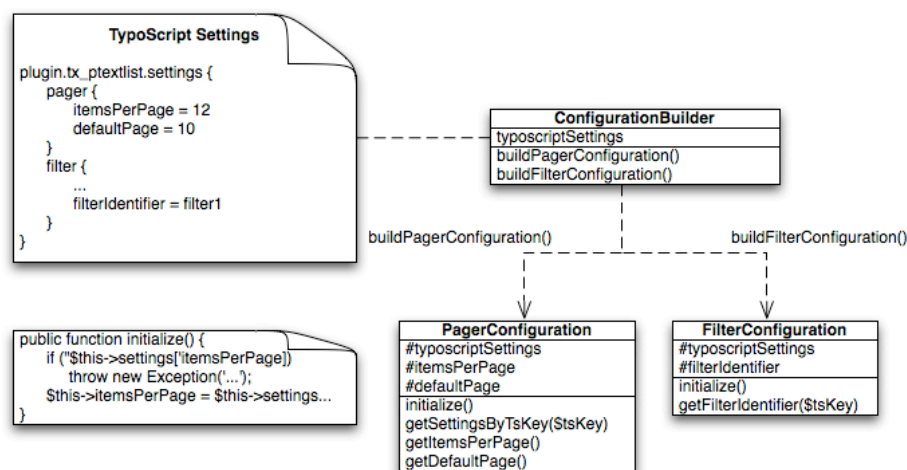 TypoScript Settings
plugin.tx_ptextlist.settings {
pager {
itemsPerPage = 12
defaultPage = 10
}
filter {
...
filterIdentifier = filter1
}
}
ConfigurationBuilder
typoscriptSettings
buildPagerConfiguration()
buildFilterConfiguration()
buildPagerConfiguration()
buildFilterConfiguration()
public function initialize() {
if ("$this->settings['itemsPerPage])
throw new Exception('...');
$this->itemsPerPage = $this->settings...
}
PagerConfiguration
#typoscriptSettings
#itemsPerPage
#defaultPage
initialize()
getSettingsByTsKey($tsKey)
getItemsPerPage()
getDefaultPage()
FilterConfiguration
#typoscriptSettings
#filterIdentifier
initialize()
getFilterIdentifier($tsKey)